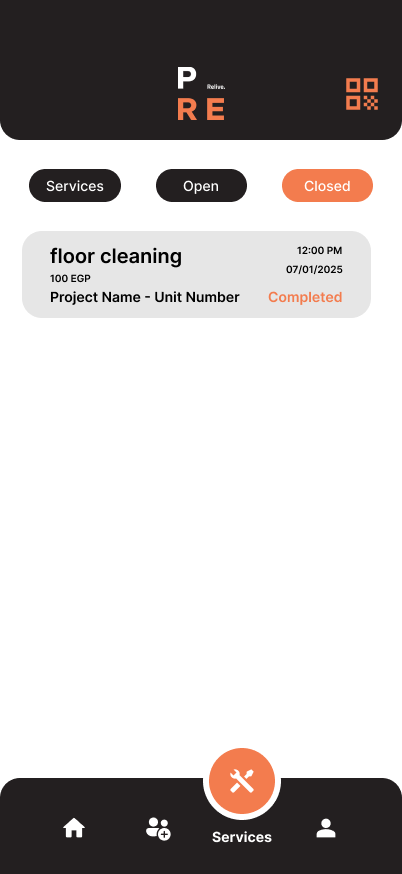 P Relive.
RE
Services Open Closed
floor cleaning 12:00 PM
100 EGP 07/01/2025
Project Name - Unit Number Completed
Services